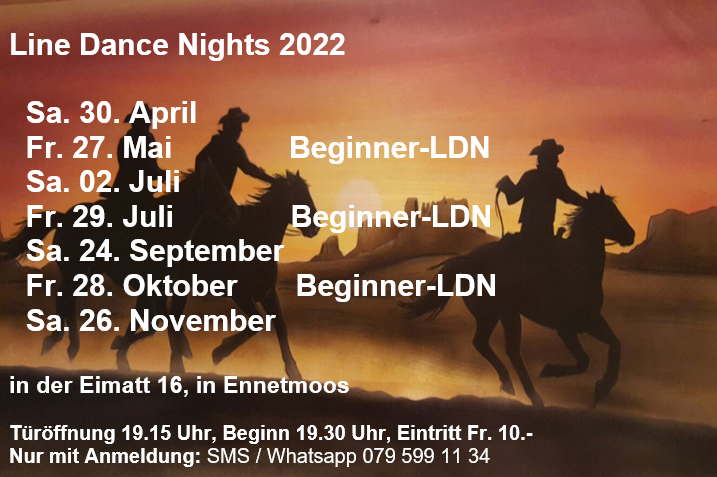 Line Dance Nights 2022
Sa. 30. April
Fr. 27. Mai Beginner-LDN
Sa. 02. Juli
Fr. 29. Juli Beginner-LDN
Sa. 24. September
Fr. 28. Oktober Beginner-LDN
Sa. 26. November
in der Eimatt 16, in Ennetmoos
Türöffnung 19.15 Uhr, Beginn 19.30 Uhr, Eintritt Fr. 10.-
Nur mit Anmeldung: SMS / Whatsapp 079 599 11 34